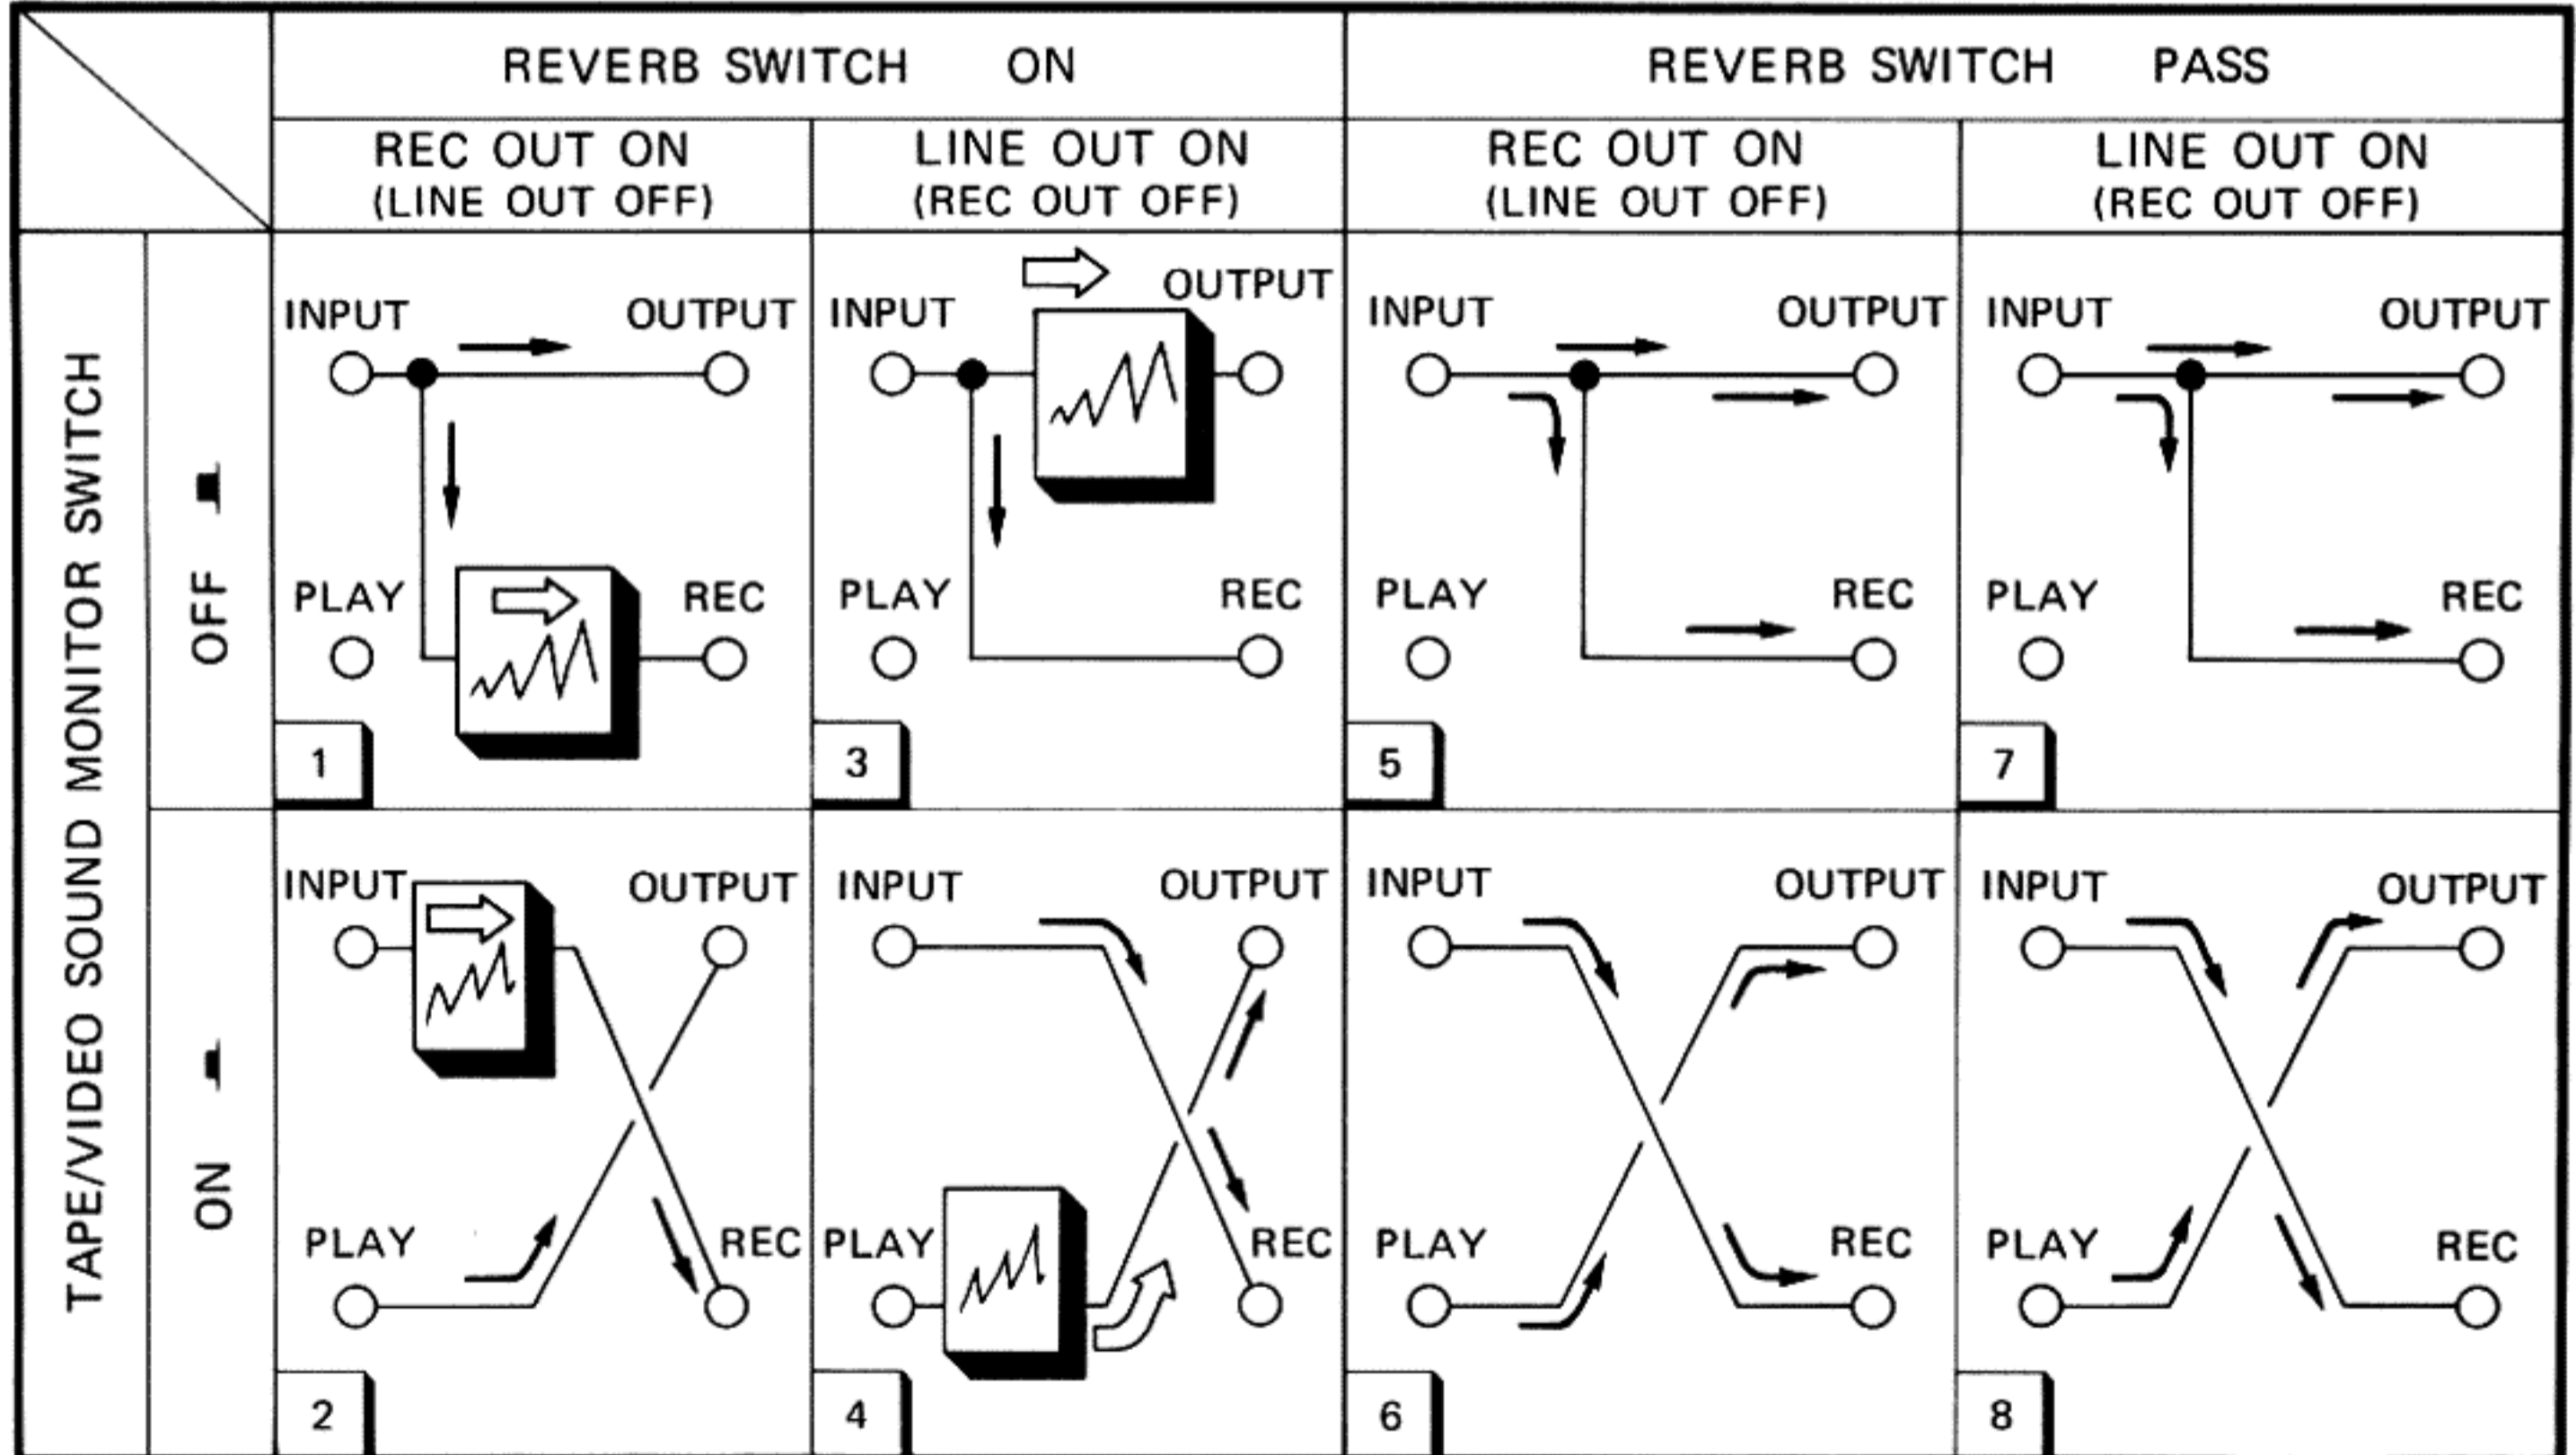 REVERB SWITCH ON
REVERB SWITCH PASS
REC OUT ON
(LINE OUT OFF)
LINE OUT ON
(REC OUT OFF)
REC OUT ON
(LINE OUT OFF)
LINE OUT ON
(REC OUT OFF)
TAPE/VIDEO SOUND MONITOR SWITCH
OFF
INPUT
OUTPUT
PLAY
REC
1
INPUT
OUTPUT
PLAY
REC
3
INPUT
OUTPUT
PLAY
REC
5
INPUT
OUTPUT
PLAY
REC
7
ON
INPUT
OUTPUT
PLAY
REC
2
INPUT
OUTPUT
PLAY
REC
4
INPUT
OUTPUT
PLAY
REC
6
INPUT
OUTPUT
PLAY
REC
8